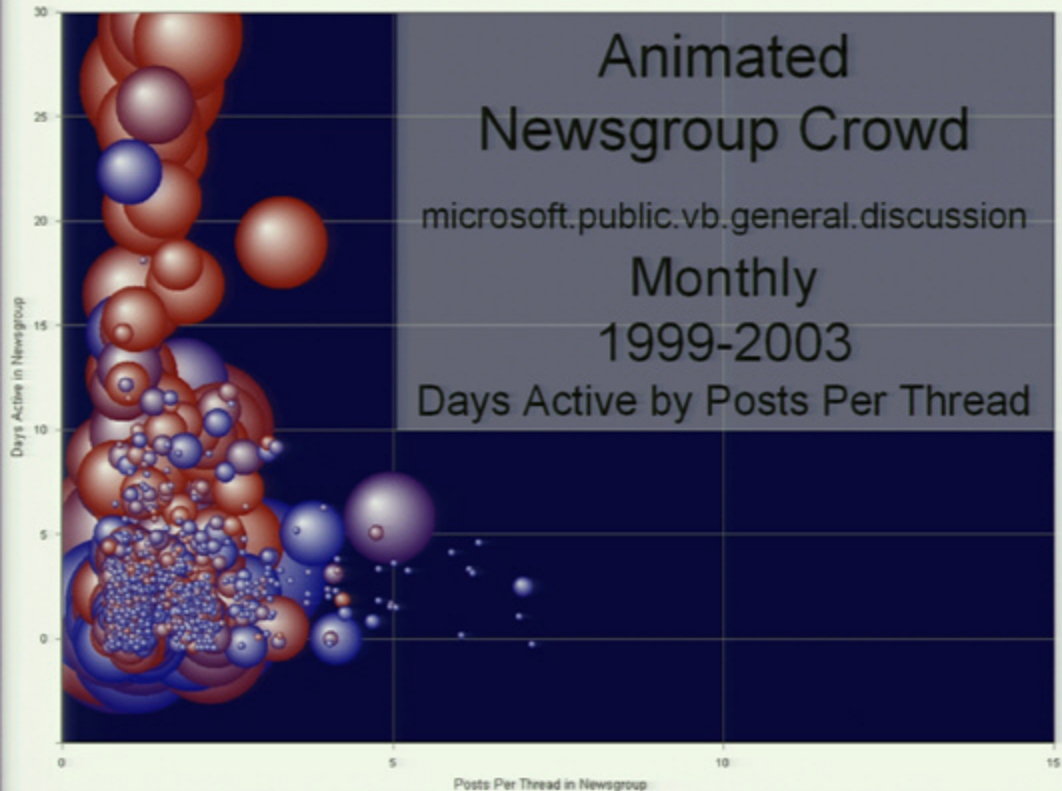 30
25
20
15
10
5
0
Days Active in Newsgroup
Animated
Newsgroup Crowd
microsoft.public.vb.general.discussion
Monthly
1999-2003
Days Active by Posts Per Thread
0
5
10
15
Posts Per Thread in Newsgroup